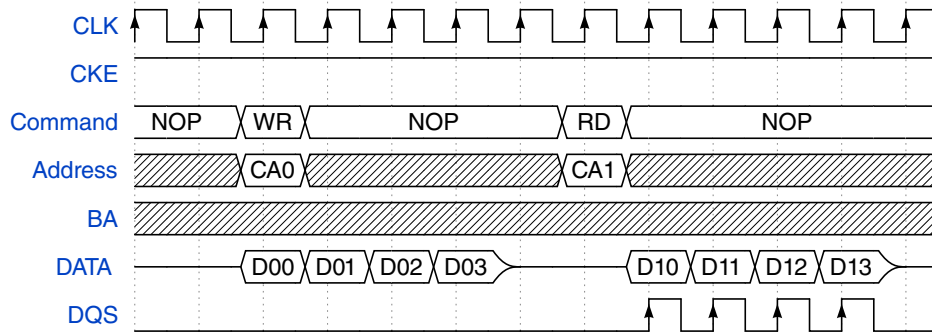 CLK
CKE
Command NOP WR NOP RD NOP
Address CA0 CA1
BA
DATA D00 D01 D02 D03 D10 D11 D12 D13
DQS